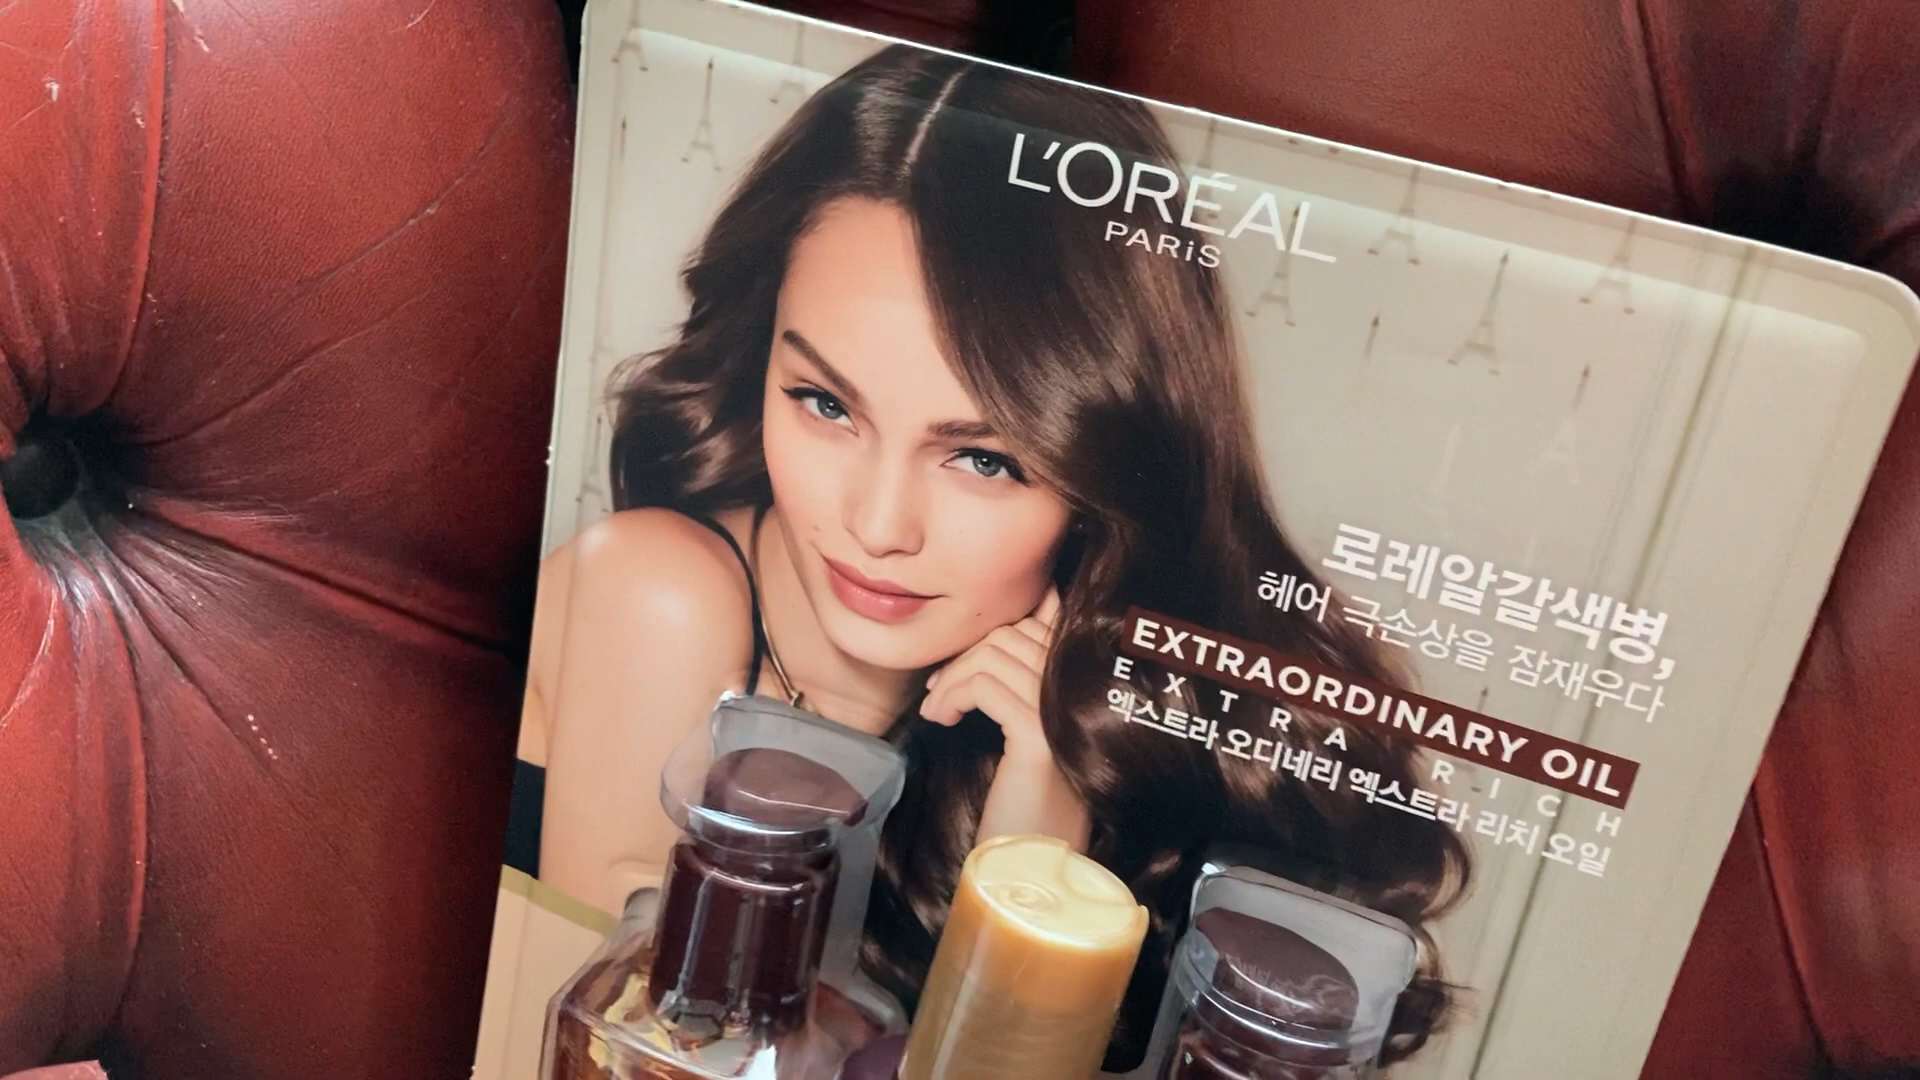 L'ORÉAL
PARiS
로레알갈색병,
헤어 극손상을 잠재우다
EXTRAORDINARY OIL
EXTRA RICH
엑스트라 오디네리 엑스트라 리치 오일